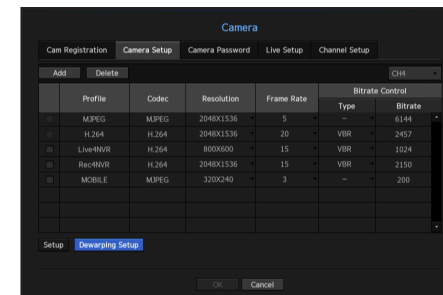 Camera
Cam Registration Camera Setup Camera Password Live Setup Channel Setup
Add Delete CH4
Profile Codec Resolution Frame Rate Bitrate Control
Type Bitrate
MJPEG MJPEG 2048X1536 5 – 6144
H.264 H.264 2048X1536 20 VBR 2457
Live4NVR H.264 800X600 15 VBR 1024
Rec4NVR H.264 2048X1536 15 VBR 2150
MOBILE MJPEG 320X240 3 – 200
Setup Dewarping Setup
OK Cancel